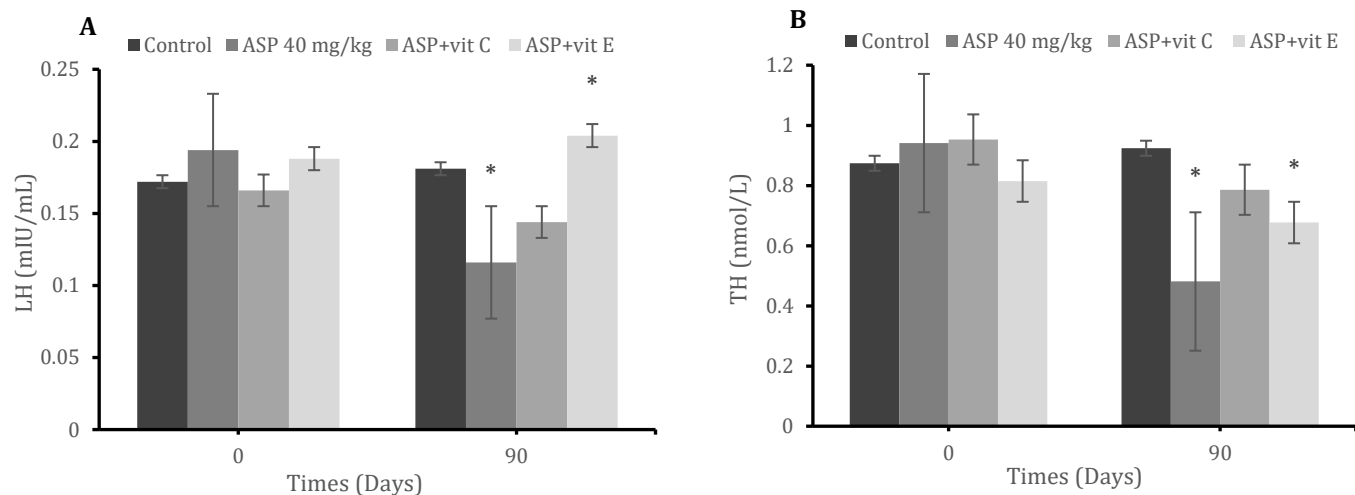 A
Control ASP 40 mg/kg ASP+vit C ASP+vit E
LH (mIU/mL)
0.25
0.2
0.15
0.1
0.05
0
* *
0 90
Times (Days)
B
Control ASP 40 mg/kg ASP+vit C ASP+vit E
TH (nmol/L)
1.2
1
0.8
0.6
0.4
0.2
0
* *
0 90
Times (Days)